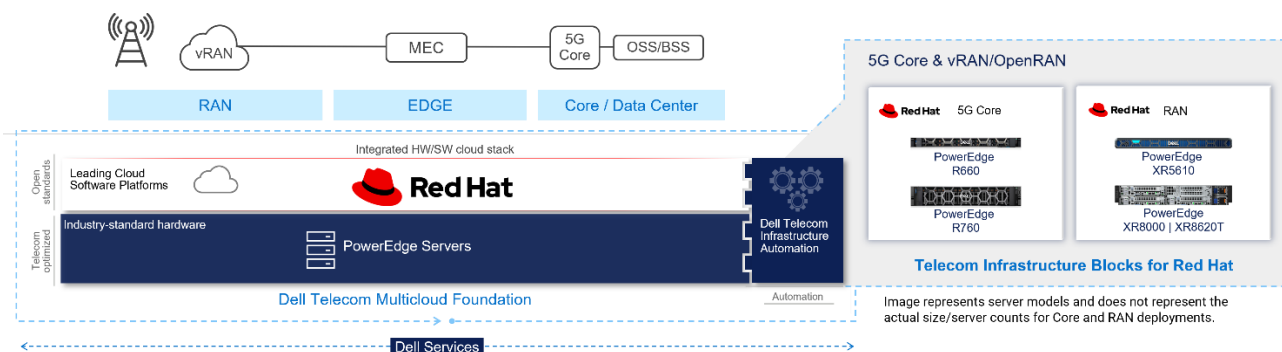 vRAN
MEC
5G
Core
OSS/BSS
RAN
EDGE
Core / Data Center
Integrated HW/SW cloud stack
Open
standards
Leading Cloud
Software Platforms
Red Hat
Telecom
optimized
Industry-standard hardware
PowerEdge Servers
Dell Telecom
Infrastructure
Automation
Dell Telecom Multicloud Foundation
Automation
Dell Services
5G Core & vRAN/OpenRAN
Red Hat 5G Core
PowerEdge
R660
PowerEdge
R760
Red Hat RAN
DELL
PowerEdge
XR5610
PowerEdge
XR8000 | XR8620T
Telecom Infrastructure Blocks for Red Hat
Image represents server models and does not represent the
actual size/server counts for Core and RAN deployments.